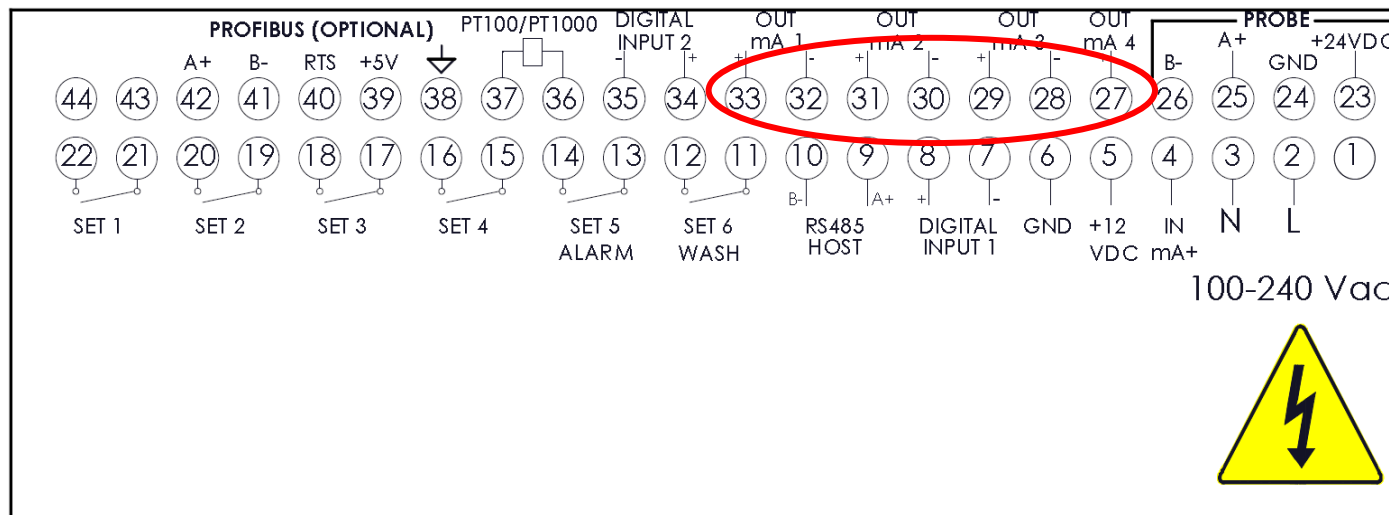 PROFIBUS (OPTIONAL) PT100/PT1000 DIGITAL INPUT 2 OUT mA 1 OUT mA 2 OUT mA 3 OUT mA 4 PROBE
A+ B- RTS +5V - + + - + - + - + B- A+ GND +24VDC
44 43 42 41 40 39 38 37 36 35 34 33 32 31 30 29 28 27 26 25 24 23
22 21 20 19 18 17 16 15 14 13 12 11 10 9 8 7 6 5 4 3 2 1
B- A+ + -
SET 1 SET 2 SET 3 SET 4 SET 5 ALARM SET 6 WASH RS485 HOST DIGITAL INPUT 1 GND +12 VDC IN mA+ N L
100-240 Vac